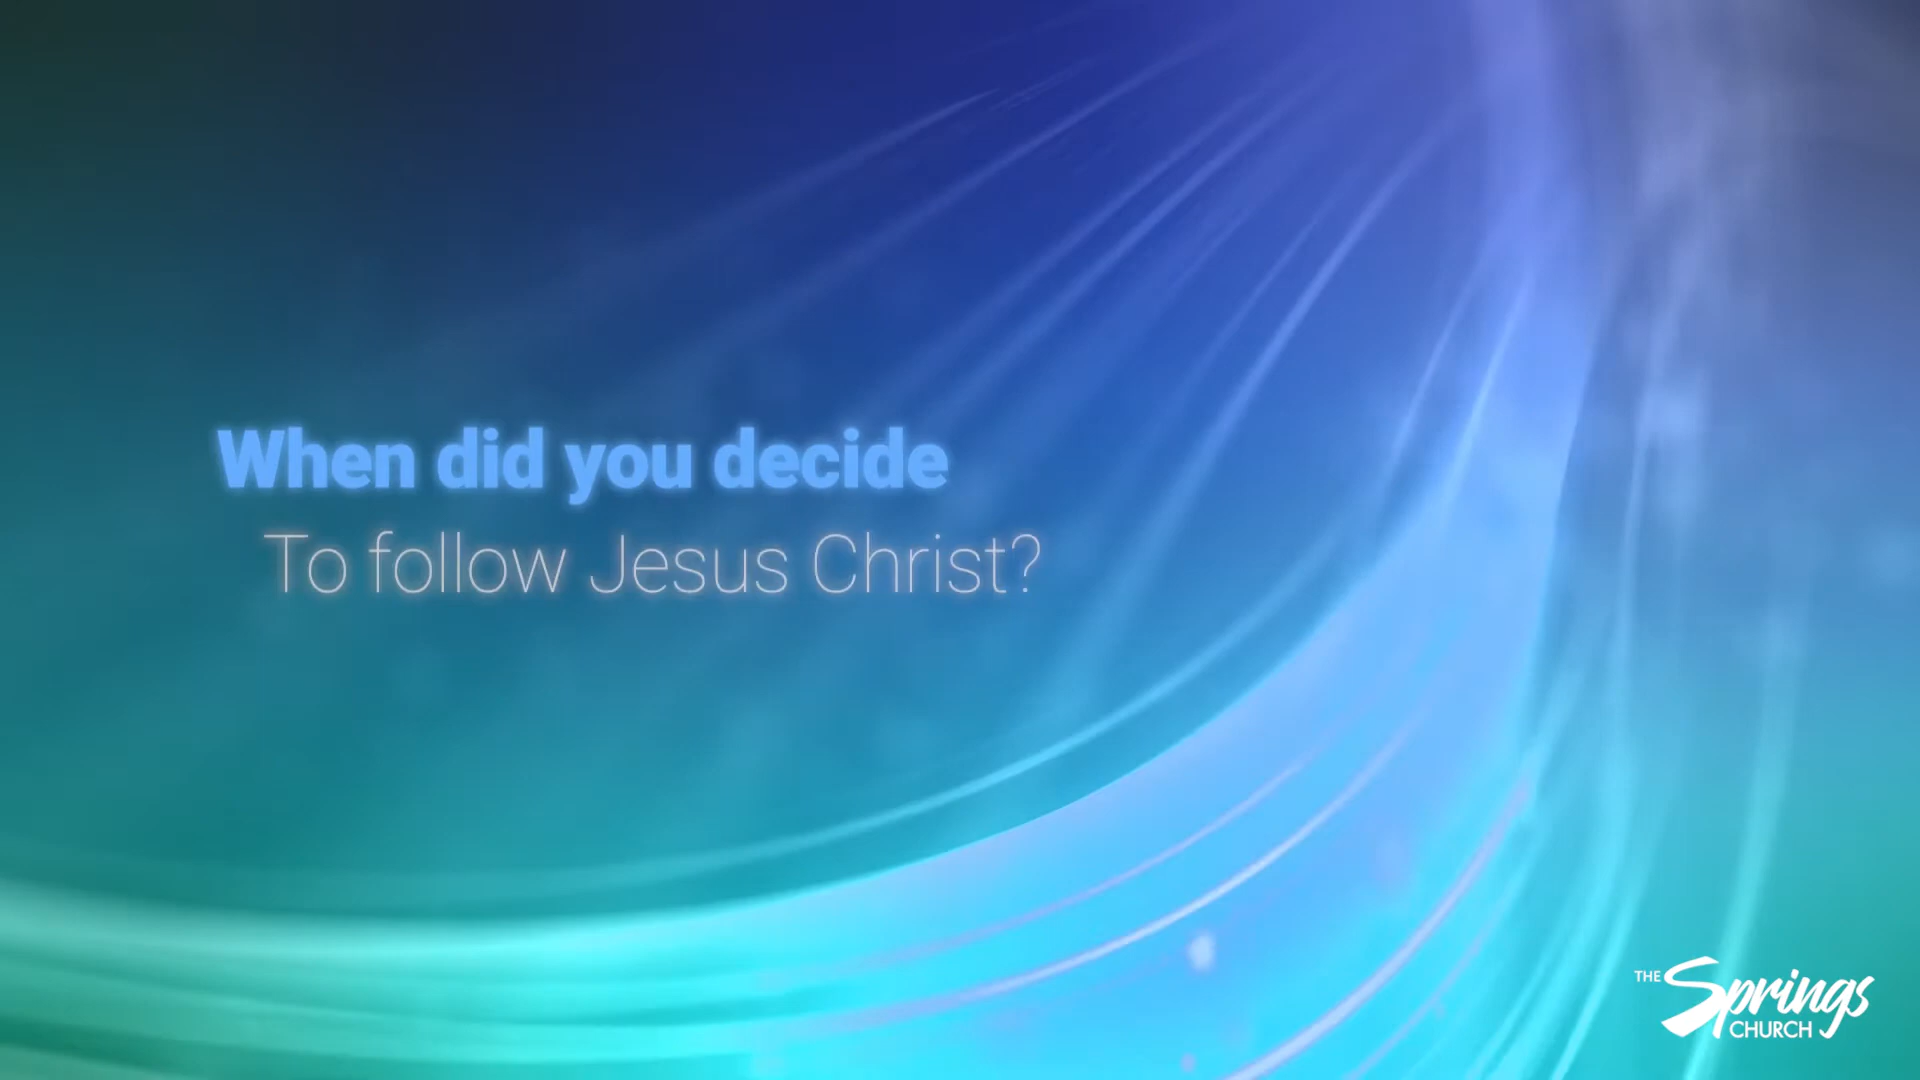 When did you decide
To follow Jesus Christ?
THE Springs
CHURCH